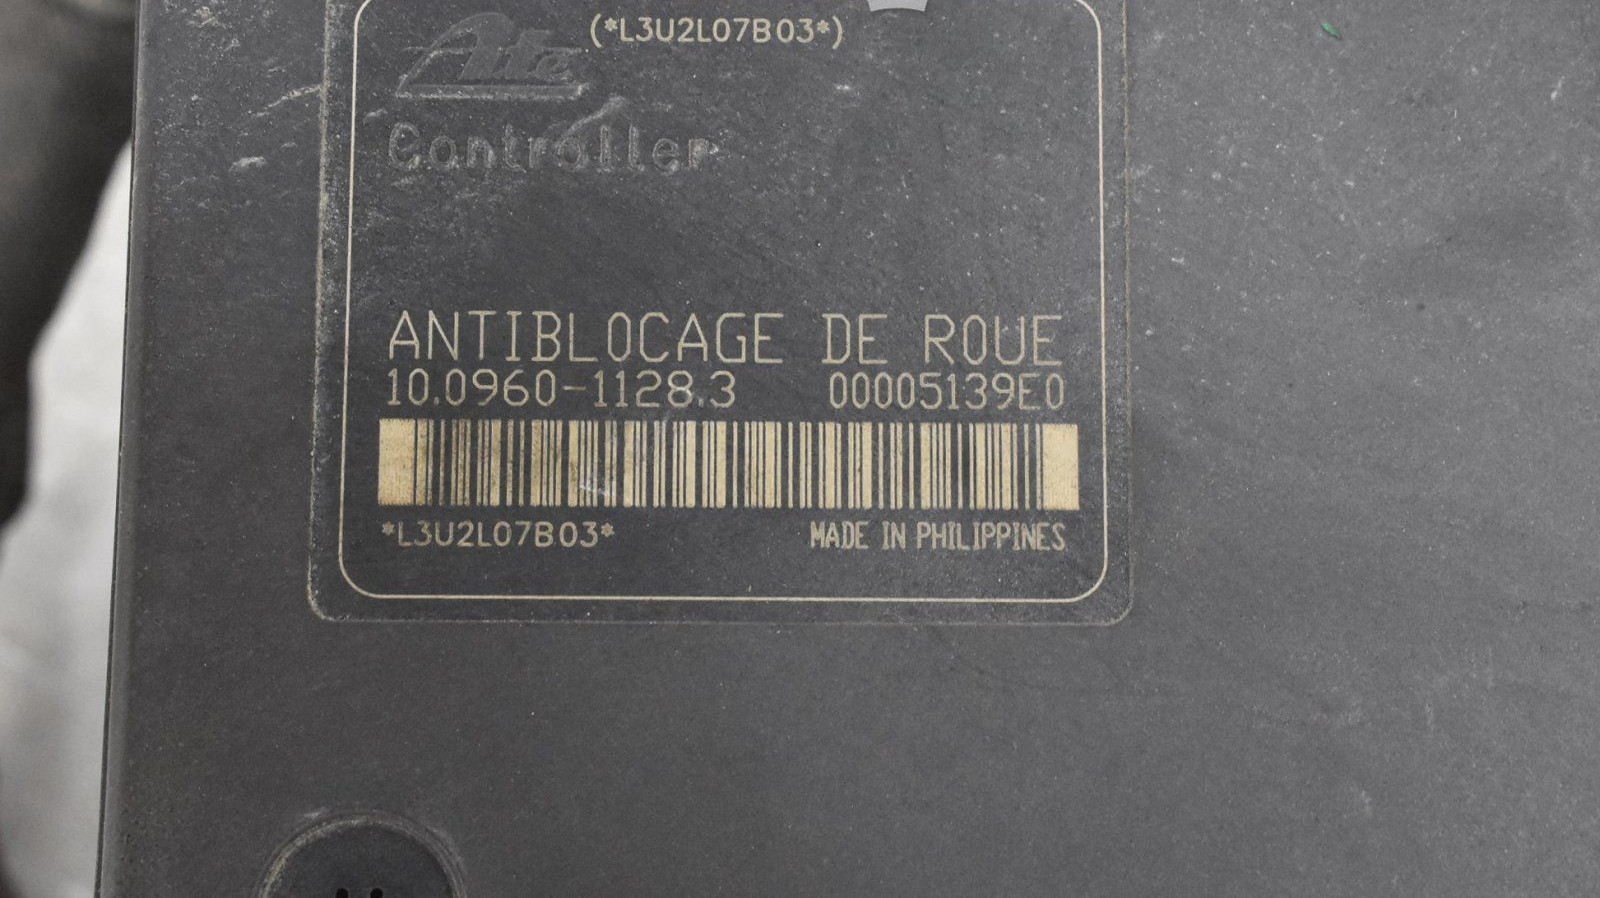 (*L3U2L07B03*)
Ate
Controller
ANTIBLOCAGE DE ROUE
10.0960-1128.3 00005139E0
*L3U2L07B03* MADE IN PHILIPPINES